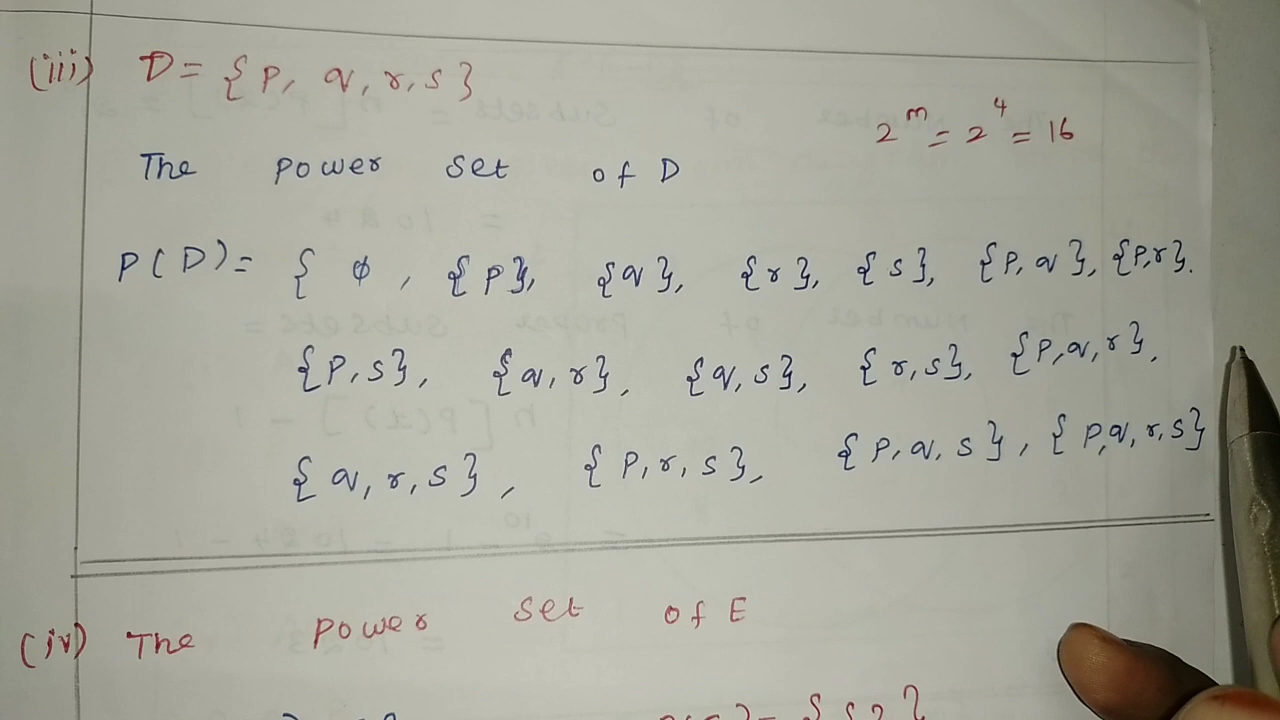 (iii) D = {p, q, r, s}
2^m = 2^4 = 16
The power set of D
P(D) = { φ, {p}, {q}, {r}, {s}, {p, q}, {p,r}.
{p, s}, {q, r}, {q, s}, {r, s}, {p, q, r},
{q, r, s}, {p, r, s}, {p, q, s}, {p, q, r, s}
(iv) The power set of E